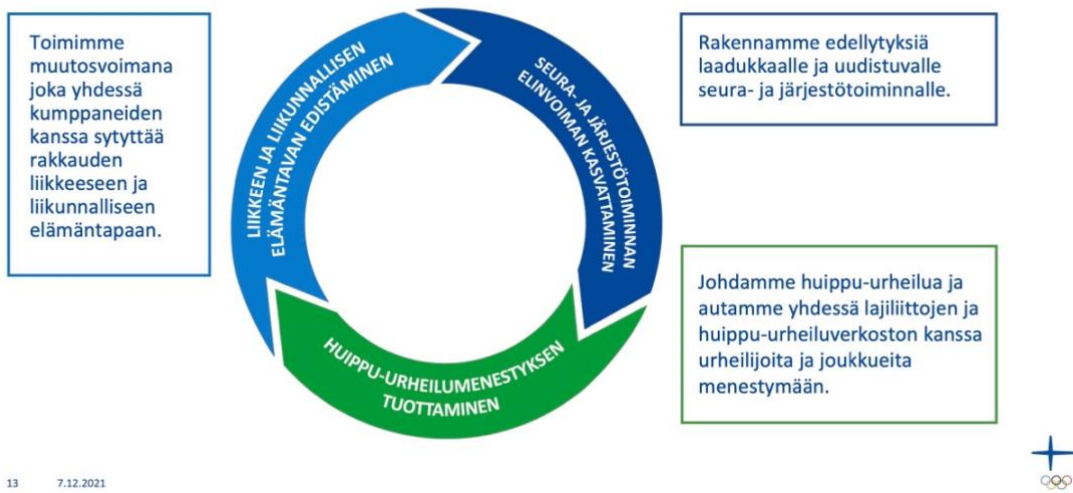 Toimimme
muutosvoimana
joka yhdessä
kumppaneiden
kanssa sytyttää
rakkauden
liikkeeseen ja
liikunnalliseen
elämäntapaan.
LIIKKEEN JA LIIKUNNALLISEN
ELÄMÄNTAVAN EDISTÄMINEN
SEURA- JA JÄRJESTÖTOIMINNAN
ELINVOIMAN KASVATTAMINEN
Rakennamme edellytyksiä
laadukkaalle ja uudistuvalle
seura- ja järjestötoiminnalle.
HUIPPU-URHEILUMENESTYKSEN
TUOTTAMINEN
Johdamme huippu-urheilua ja
autamme yhdessä lajiliittojen ja
huippu-urheiluverkoston kanssa
urheilijoita ja joukkueita
menestymään.
13 7.12.2021